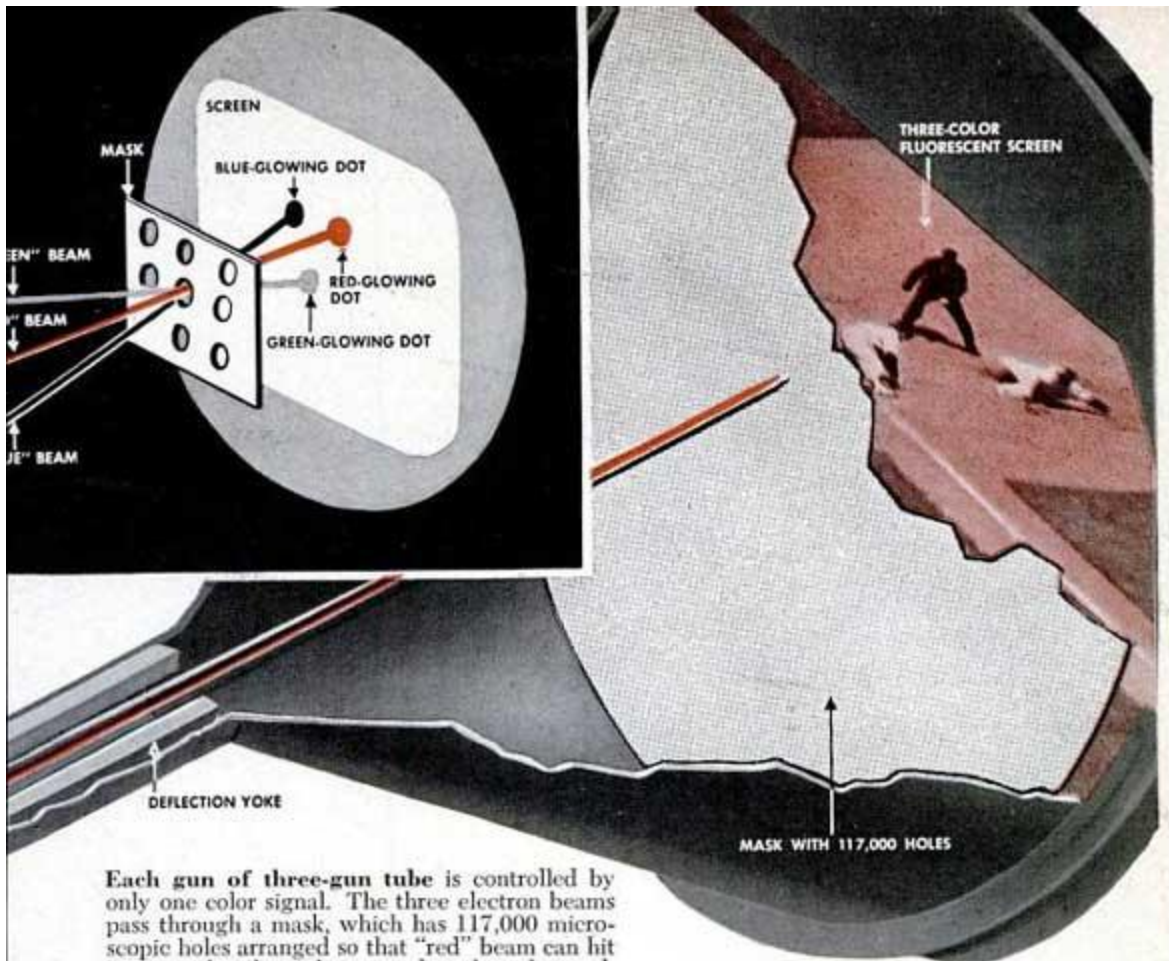 SCREEN
MASK
BLUE-GLOWING DOT
EEN" BEAM
RED-GLOWING
DOT
" BEAM
GREEN-GLOWING DOT
UE" BEAM
THREE-COLOR
FLUORESCENT SCREEN
DEFLECTION YOKE
MASK WITH 117,000 HOLES
Each gun of three-gun tube is controlled by
only one color signal. The three electron beams
pass through a mask, which has 117,000 micro-
scopic holes arranged so that "red" beam can hit